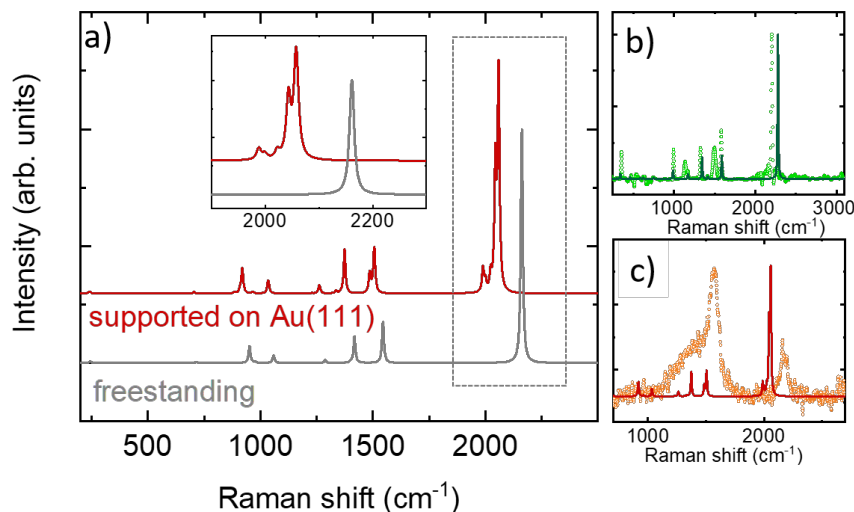 a)
Intensity (arb. units)
2000 2200
supported on Au(111)
freestanding
500 1000 1500 2000
Raman shift (cm⁻¹)
b)
1000 2000 3000
Raman shift (cm⁻¹)
c)
1000 2000
Raman shift (cm⁻¹)